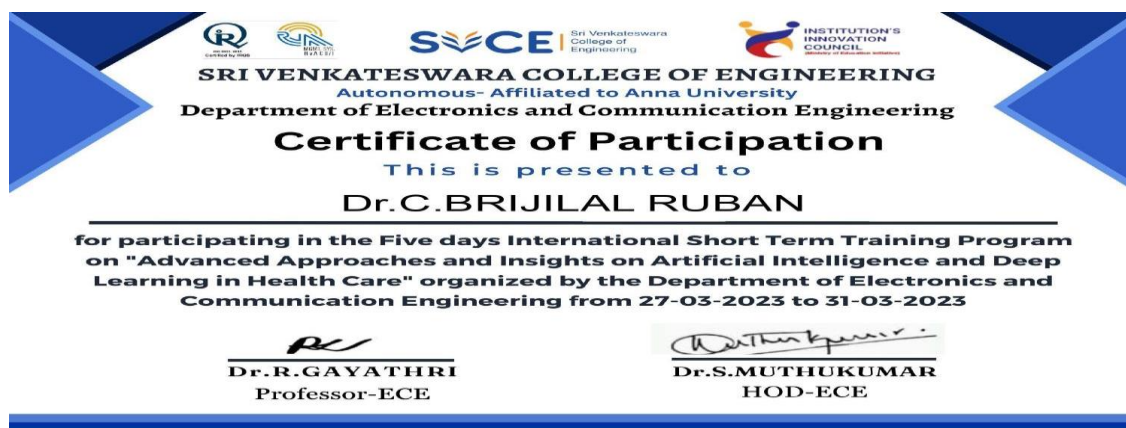 SVCE
Sri Venkateswara
College of
Engineering
INSTITUTION'S
INNOVATION
COUNCIL
(Ministry of Education Initiative)
SRI VENKATESWARA COLLEGE OF ENGINEERING
Autonomous- Affiliated to Anna University
Department of Electronics and Communication Engineering
Certificate of Participation
This is presented to
Dr.C.BRIJILAL RUBAN
for participating in the Five days International Short Term Training Program
on "Advanced Approaches and Insights on Artificial Intelligence and Deep
Learning in Health Care" organized by the Department of Electronics and
Communication Engineering from 27-03-2023 to 31-03-2023
Dr.R.GAYATHRI
Professor-ECE
Dr.S.MUTHUKUMAR
HOD-ECE